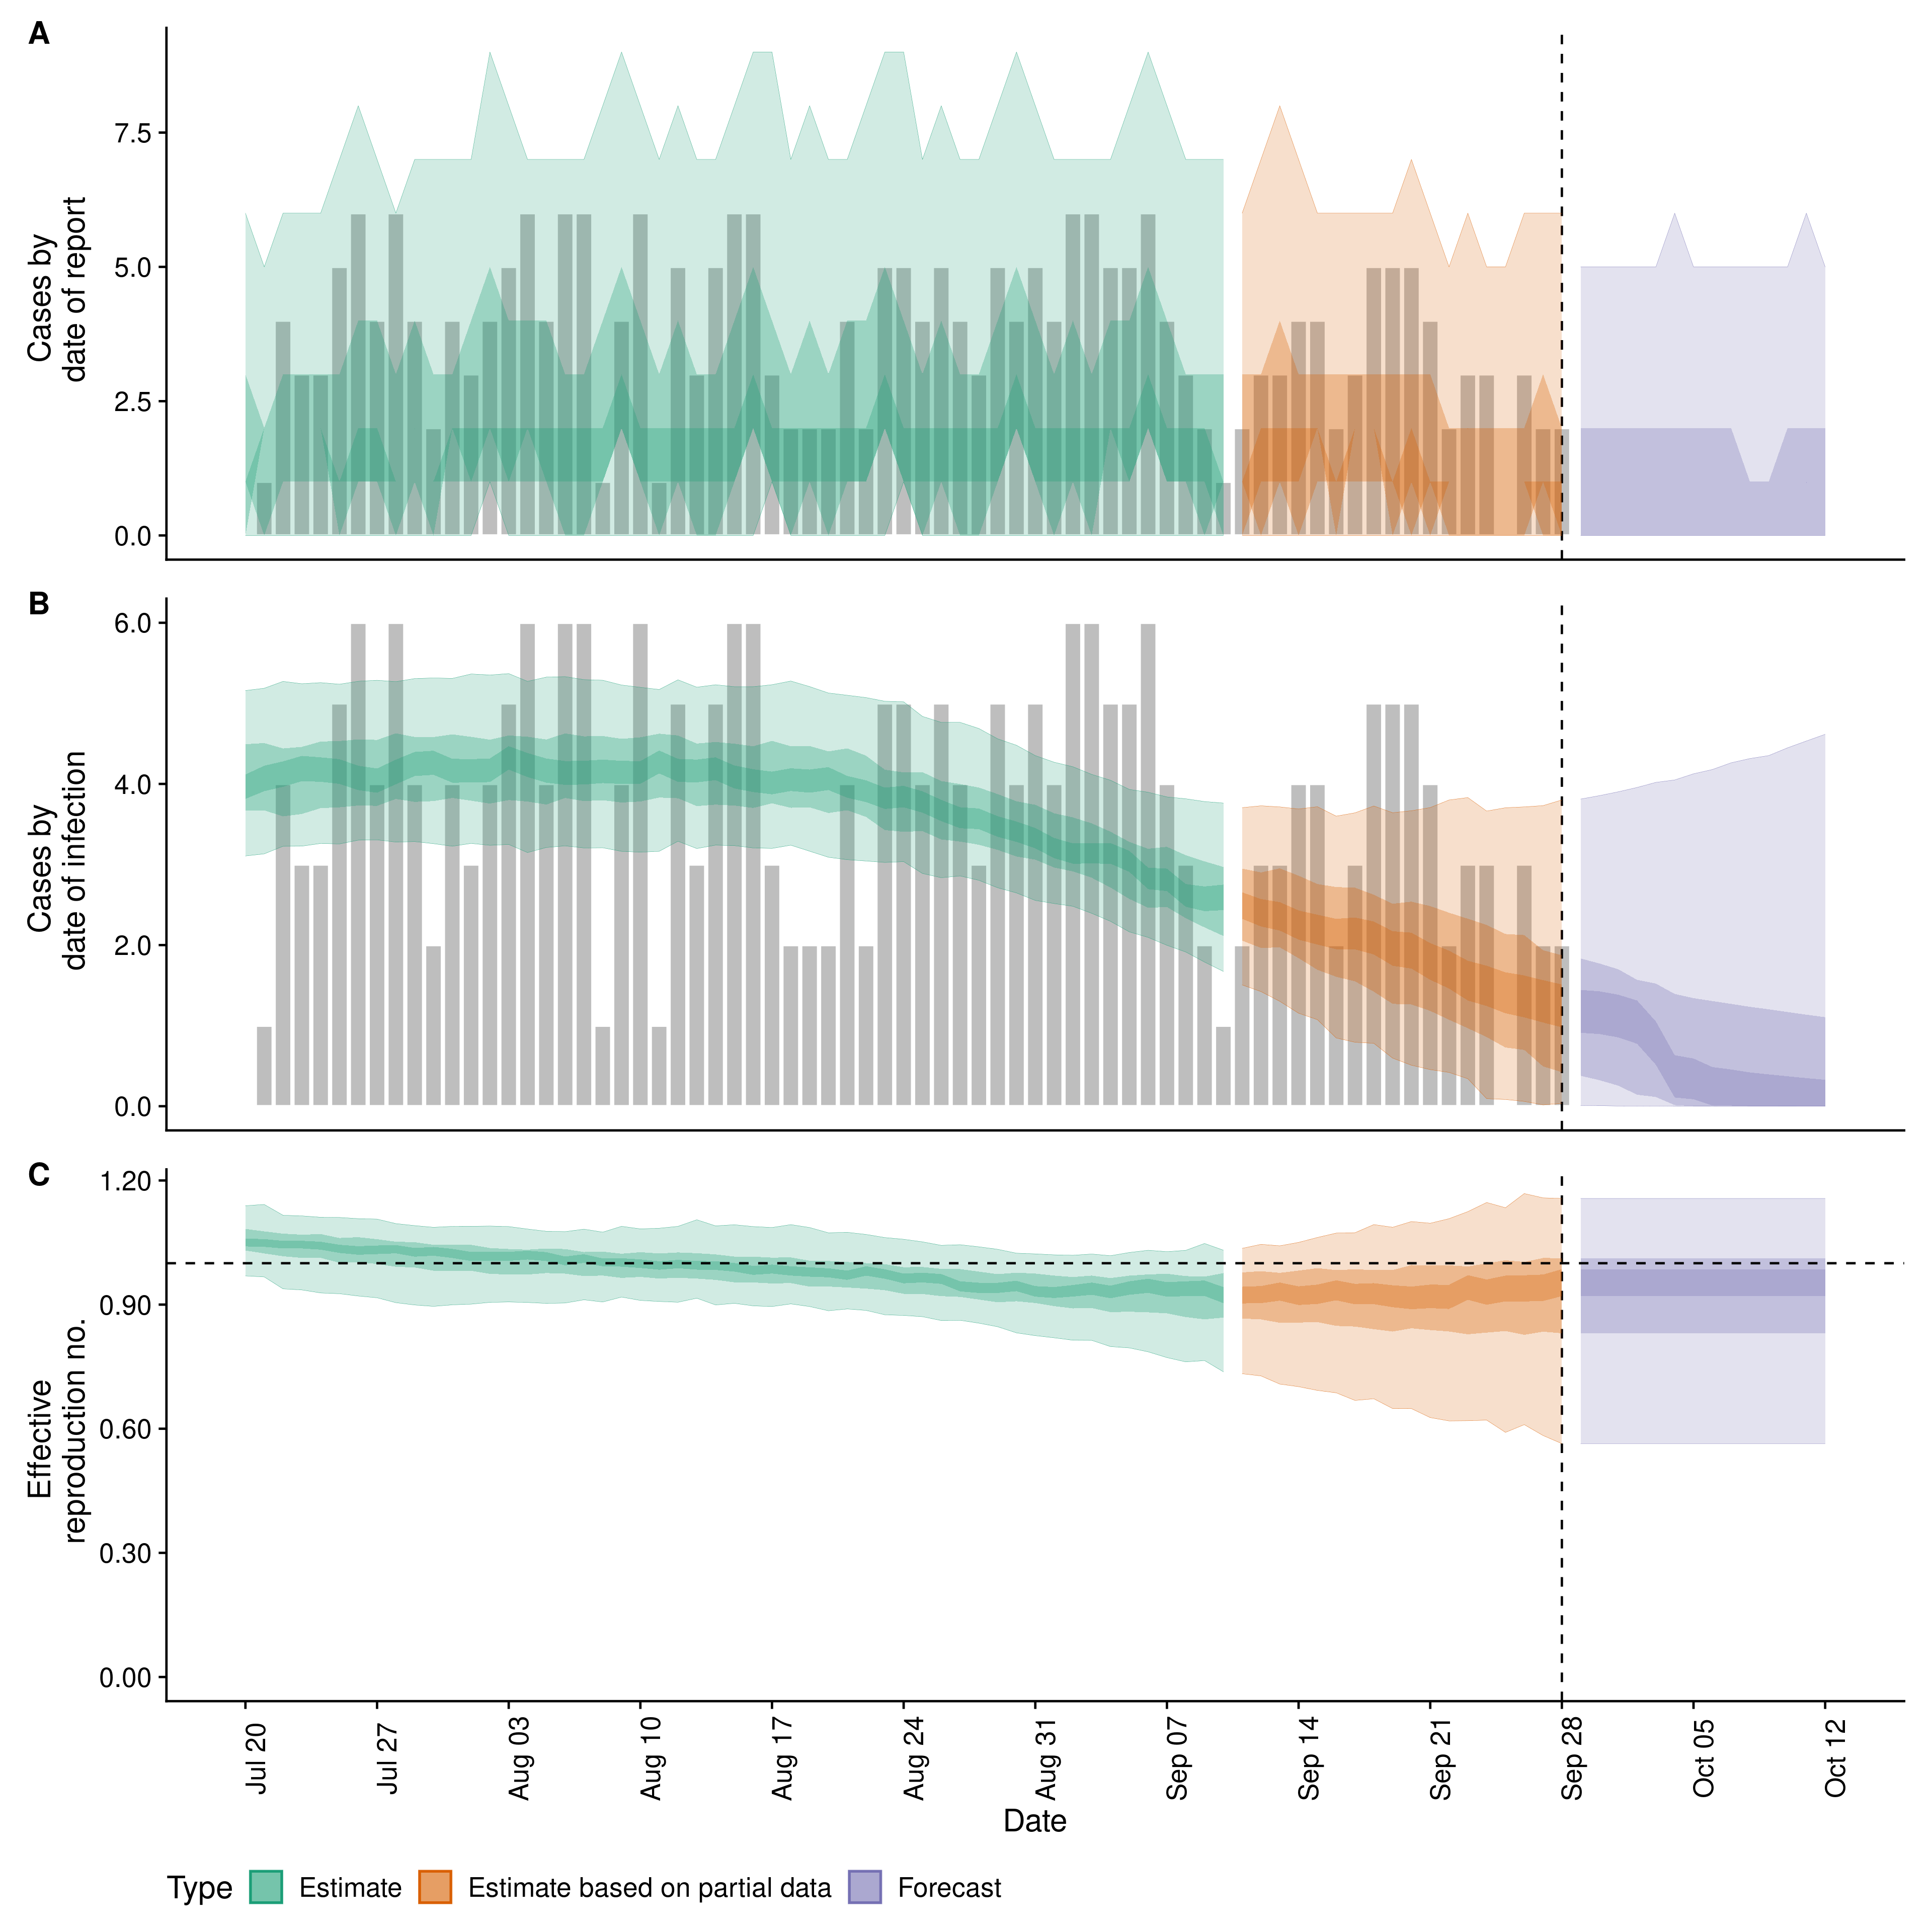 A
7.5
5.0
2.5
0.0
Cases by
date of report
B
6.0
4.0
2.0
0.0
Cases by
date of infection
C
1.20
0.90
0.60
0.30
0.00
Effective
reproduction no.
Jul 20
Jul 27
Aug 03
Aug 10
Aug 17
Aug 24
Aug 31
Sep 07
Sep 14
Sep 21
Sep 28
Oct 05
Oct 12
Date
Type Estimate Estimate based on partial data Forecast